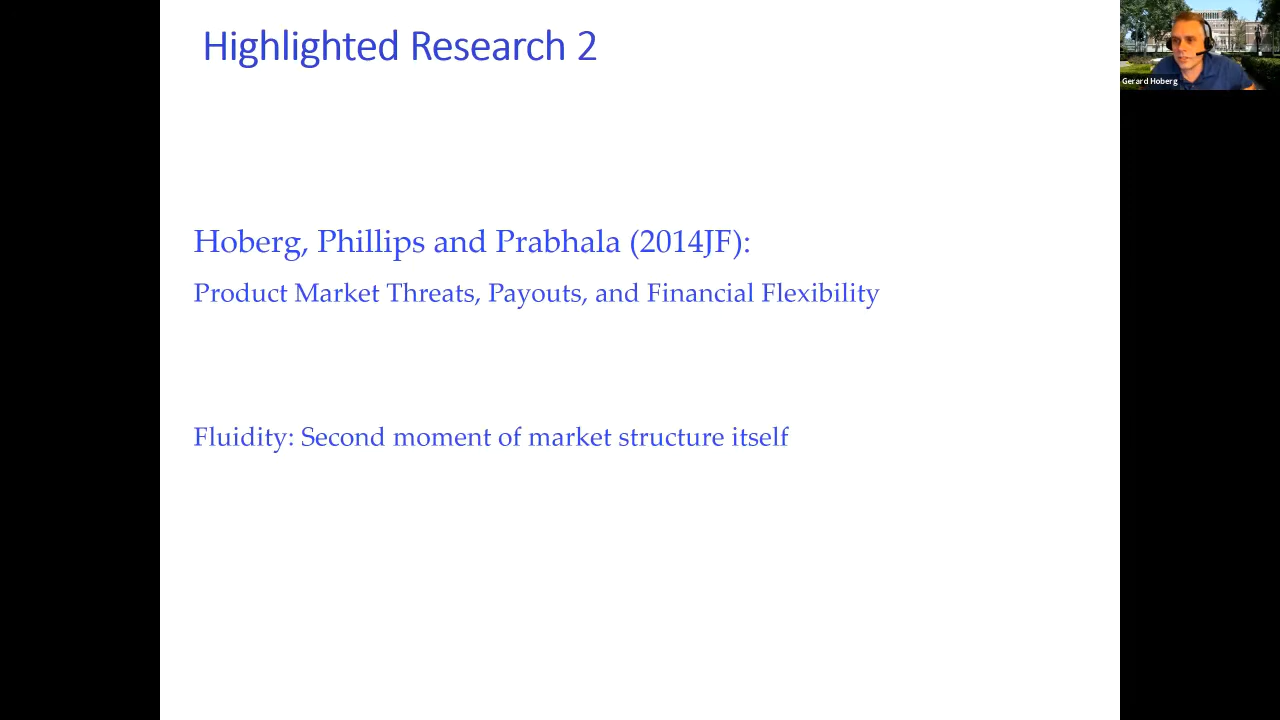 Highlighted Research 2
Gerard Hoberg
Hoberg, Phillips and Prabhala (2014JF):
Product Market Threats, Payouts, and Financial Flexibility
Fluidity: Second moment of market structure itself